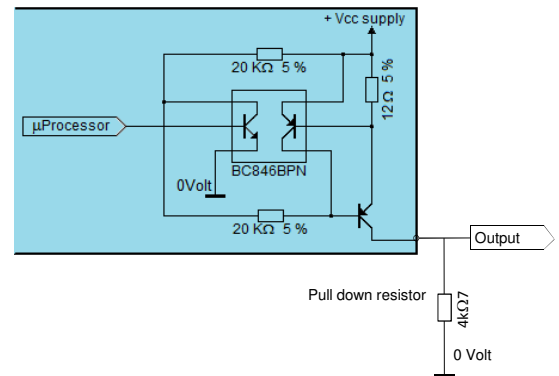 + Vcc supply
20 KΩ 5 %
12Ω 5 %
µProcessor
BC846BPN
0Volt
20 KΩ 5 %
Output
Pull down resistor
4kΩ7
0 Volt